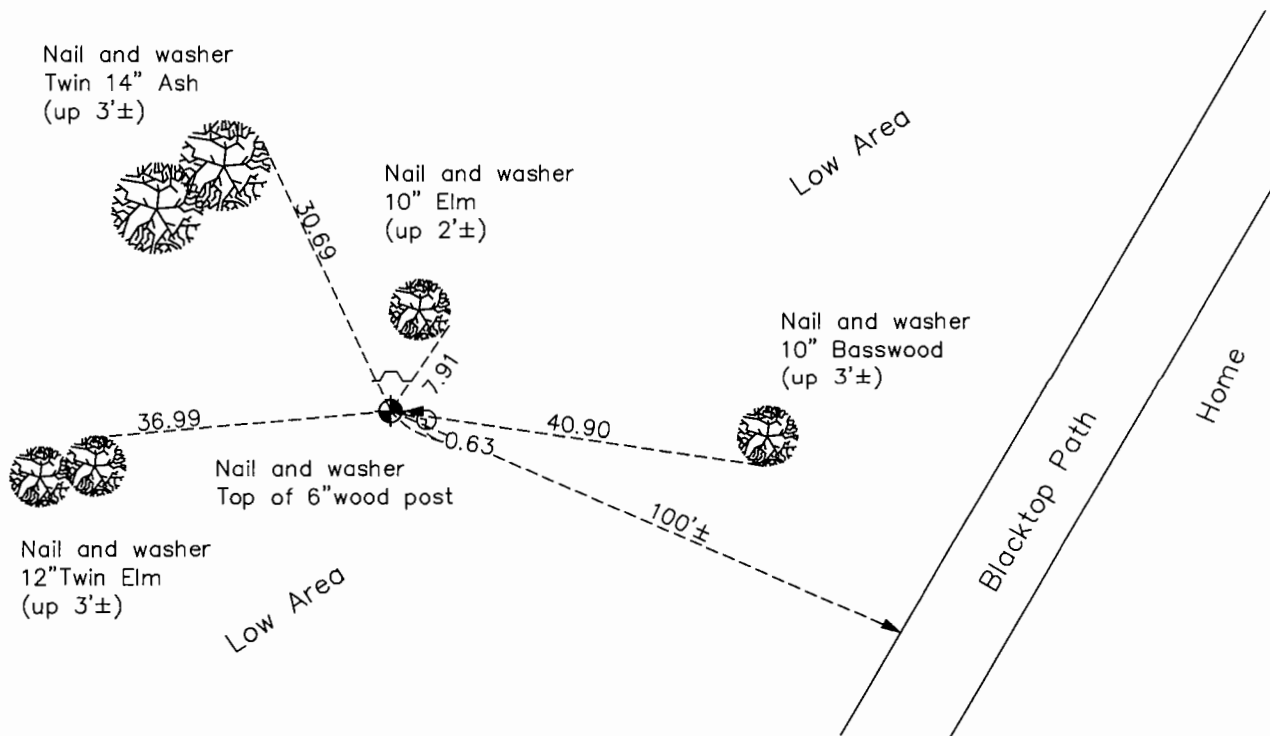 Nail and washer
Twin 14" Ash
(up 3'±)
Low Area
Nail and washer
10" Elm
(up 2'±)
30.69
Nail and washer
10" Basswood
(up 3'±)
7.91
Home
36.99
40.90
0.63
Nail and washer
Top of 6"wood post
Blacktop Path
100'±
Nail and washer
12"Twin Elm
(up 3'±)
Low Area